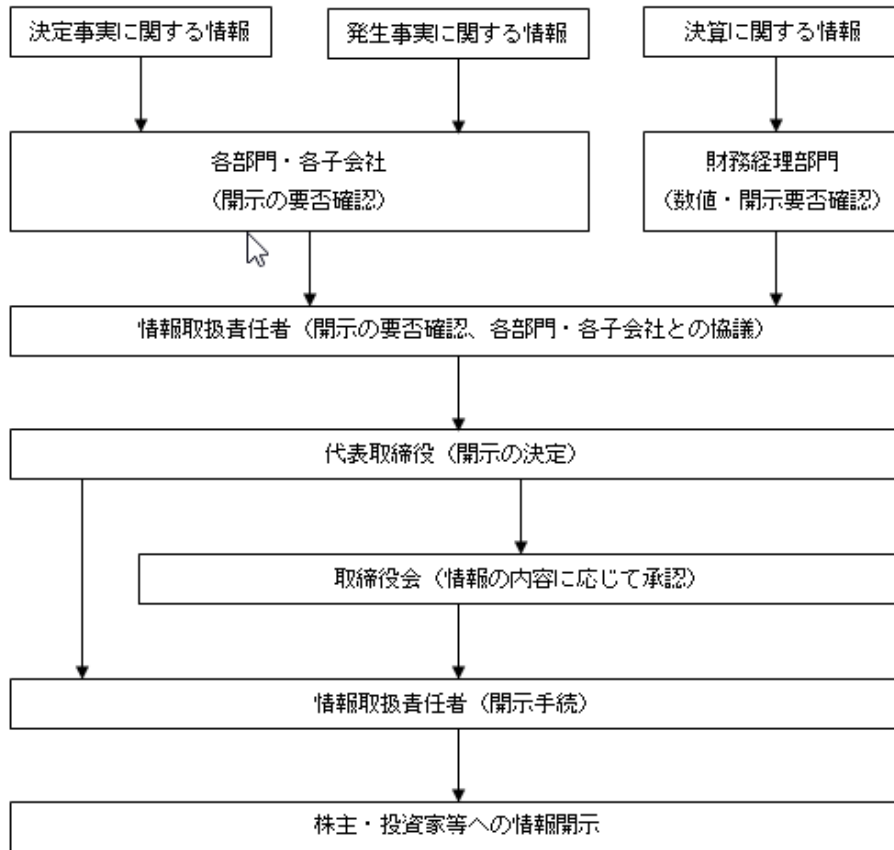 決定事実に関する情報
発生事実に関する情報
決算に関する情報
各部門・各子会社
（開示の要否確認）
財務経理部門
（数値・開示要否確認）
情報取扱責任者（開示の要否確認、各部門・各子会社との協議）
代表取締役（開示の決定）
取締役会（情報の内容に応じて承認）
情報取扱責任者（開示手続）
株主・投資家等への情報開示